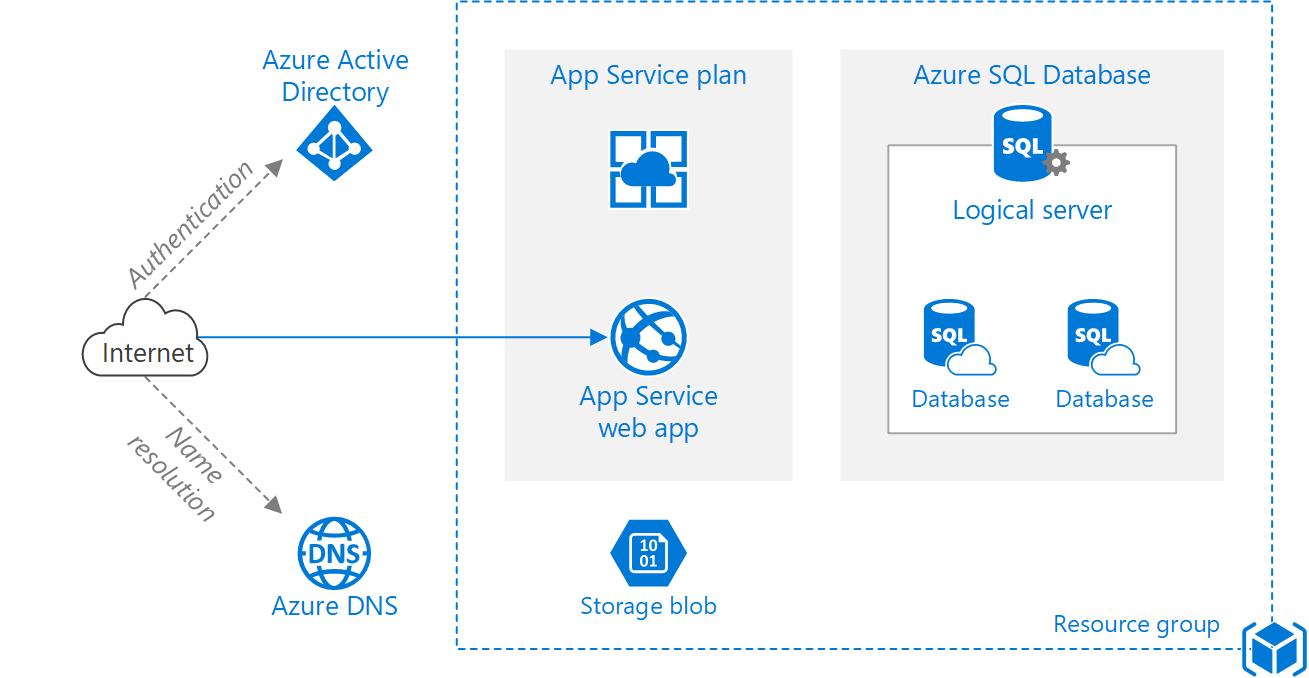 Azure Active
Directory
Authentication
Internet
Name
resolution
DNS
Azure DNS
App Service plan
App Service
web app
10
01
Storage blob
Azure SQL Database
SQL
Logical server
SQL
Database
SQL
Database
Resource group